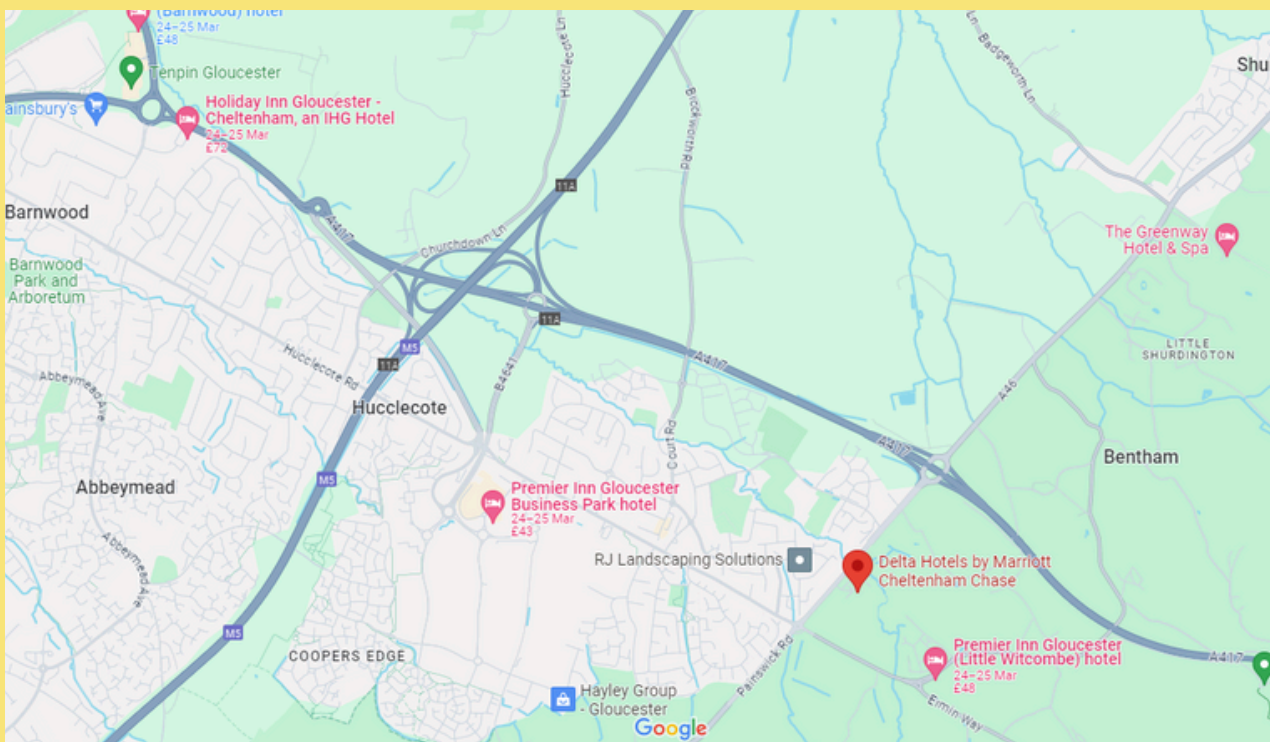 (Barnwood) hotel
24–25 Mar
£48
Tenpin Gloucester
ainsbury's
Holiday Inn Gloucester -
Cheltenham, an IHG Hotel
24–25 Mar
£72
Hucclecote Ln
Brockworth Rd
Ln
Badgeworth Ln
Shu
11A
Barnwood
A417
Churchdown Ln
Barnwood
Park and
Arboretum
The Greenway
Hotel & Spa
11A
M5
11A
A417
LITTLE
SHURDINGTON
Hucclecote Rd
B4641
Abbeymead Ave
A46
Hucclecote
Court Rd
A417
Bentham
M5
Abbeymead
Premier Inn Gloucester
Business Park hotel
24–25 Mar
£43
Abbeymead Ave
RJ Landscaping Solutions
Delta Hotels by Marriott
Cheltenham Chase
M5
COOPERS EDGE
Painswick Rd
Premier Inn Gloucester
(Little Witcombe) hotel
24–25 Mar
£48
A417
Hayley Group
- Gloucester
Ermin Way
Google